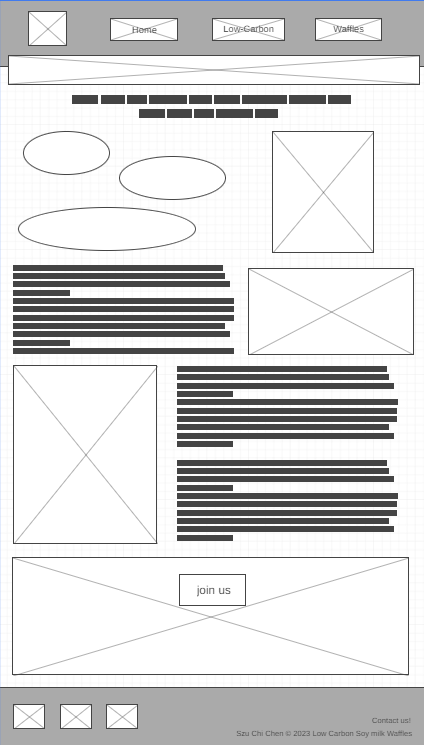 Home
Low-Carbon
Waffles
join us
Contact us!
Szu Chi Chen © 2023 Low Carbon Soy milk Waffles